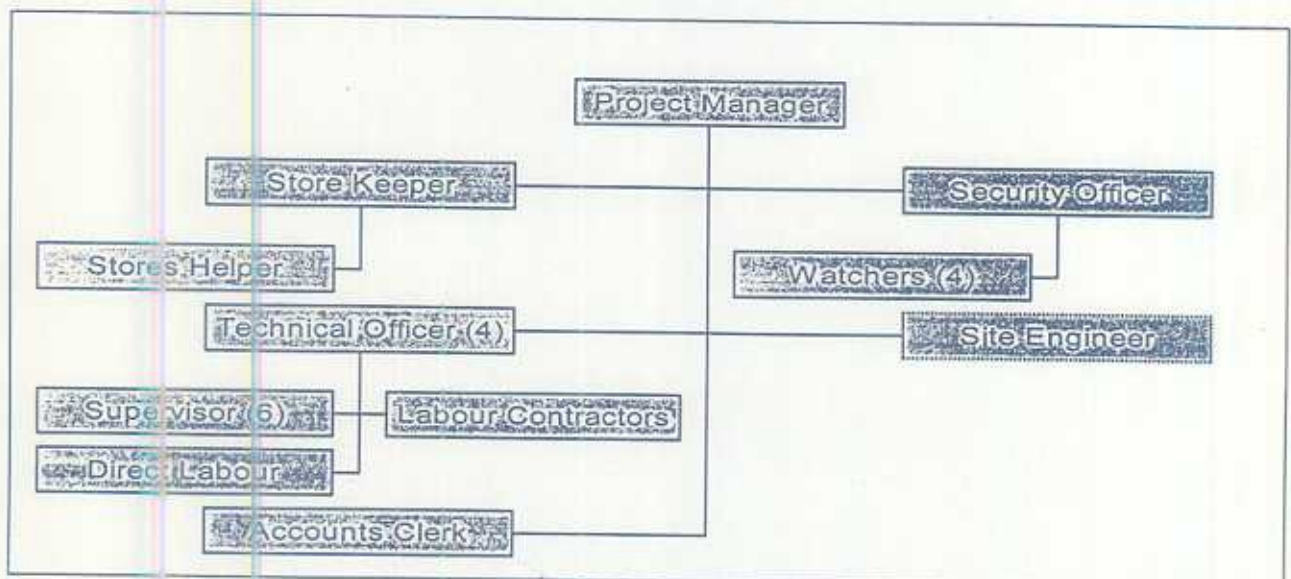 Project Manager
Store Keeper
Security Officer
Stores Helper
Watchers (4)
Technical Officer (4)
Site Engineer
Supervisor (6)
Labour Contractors
Direct Labour
Accounts Clerk